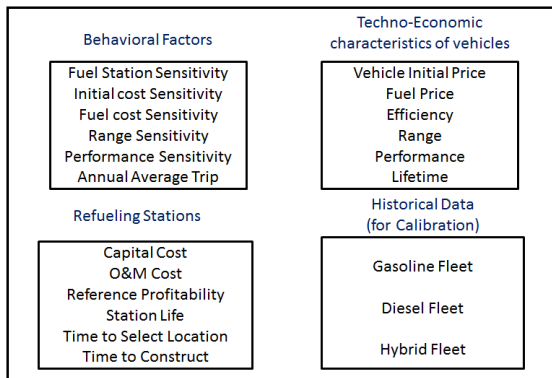 Behavioral Factors
Fuel Station Sensitivity
Initial cost Sensitivity
Fuel cost Sensitivity
Range Sensitivity
Performance Sensitivity
Annual Average Trip
Techno-Economic
characteristics of vehicles
Vehicle Initial Price
Fuel Price
Efficiency
Range
Performance
Lifetime
Refueling Stations
Capital Cost
O&M Cost
Reference Profitability
Station Life
Time to Select Location
Time to Construct
Historical Data
(for Calibration)
Gasoline Fleet
Diesel Fleet
Hybrid Fleet